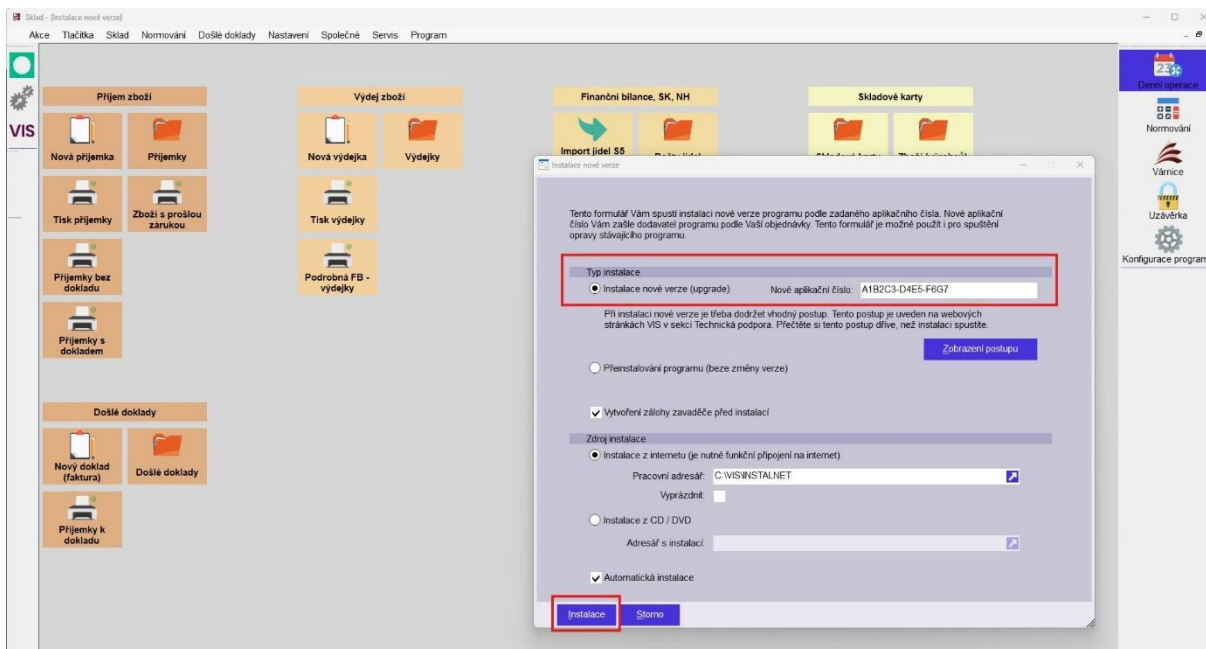 Sklad - [Instalace nové verze]
Akce Tlačítka Sklad Normování Došlé doklady Nastavení Společné Servis Program
VIS
Příjem zboží
Nová příjemka
Příjemky
Tisk příjemky
Zboží s prošlou
zárukou
Příjemky bez
dokladu
Příjemky s
dokladem
Došlé doklady
Nový doklad
(faktura)
Došlé doklady
Příjemky k
dokladu
Výdej zboží
Nová výdejka
Výdejky
Tisk výdejky
Podrobná FB -
výdejky
Finanční bilance, SK, NH
Import jídel S5
Skladové karty
Instalace nové verze
Tento formulář Vám spustí instalaci nové verze programu podle zadaného aplikačního čísla. Nové aplikační
číslo Vám zašle dodavatel programu podle Vaší objednávky. Tento formulář je možné použít i pro spuštění
opravy stávajícího programu.
Typ instalace
Instalace nové verze (upgrade)
Nové aplikační číslo: A1B2C3-D4E5-F6G7
Při instalaci nové verze je třeba dodržet vhodný postup. Tento postup je uveden na webových
stránkách VIS v sekci Technická podpora. Přečtěte si tento postup dříve, než instalaci spustíte.
Zobrazení postupu
Přeinstalování programu (beze změny verze)
Vytvoření zálohy zavaděče před instalací
Zdroj instalace
Instalace z internetu (je nutné funkční připojení na internet)
Pracovní adresář: C:\VIS\INSTALNET
Vyprázdnit:
Instalace z CD / DVD
Adresář s instalací:
Automatická instalace
Instalace
Storno
23
Denní operace
Normování
Várnice
Uzávěrka
Konfigurace program